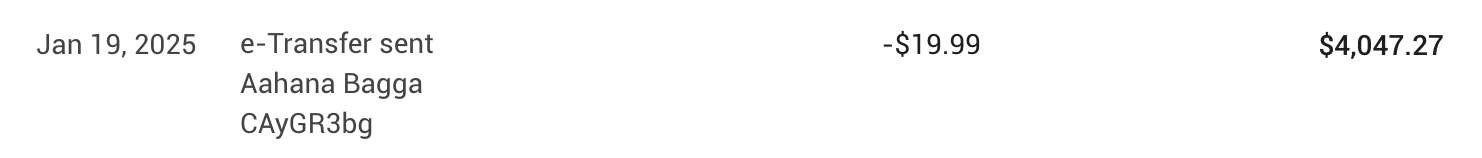 Jan 19, 2025 e-Transfer sent -$19.99 $4,047.27
Aahana Bagga
CAyGR3bg